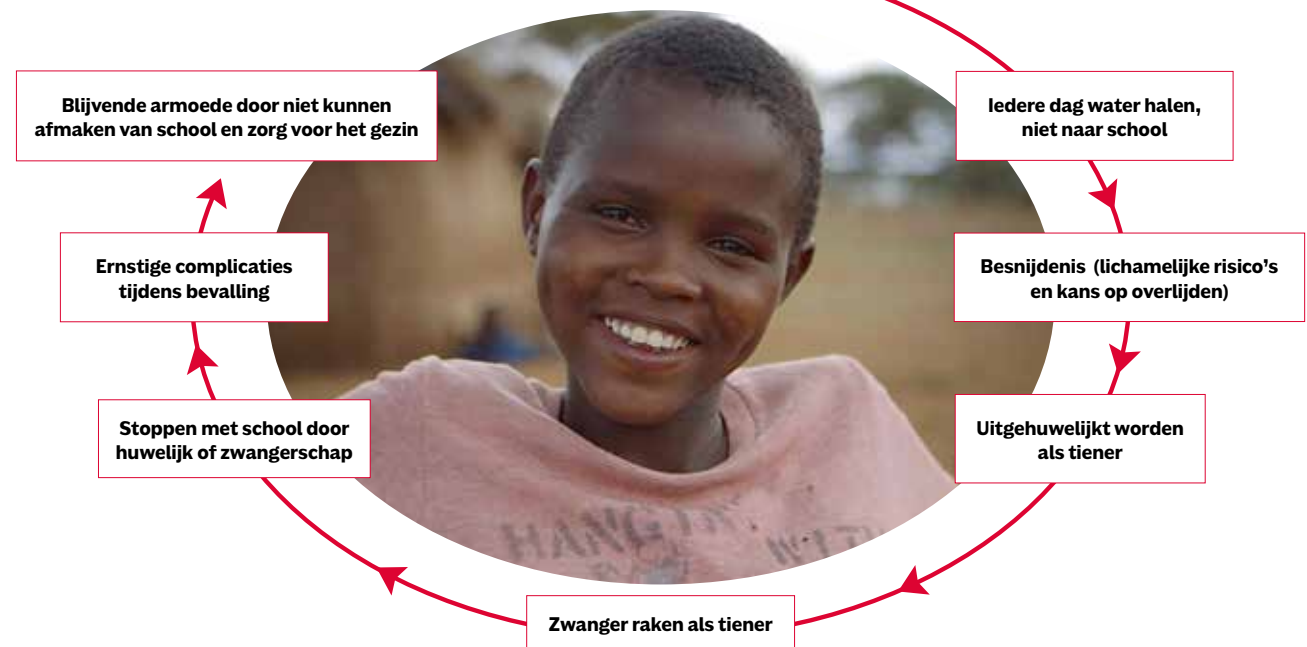 Blijvende armoede door niet kunnen
afmaken van school en zorg voor het gezin
Iedere dag water halen,
niet naar school
Ernstige complicaties
tijdens bevalling
Besnijdenis (lichamelijke risico’s
en kans op overlijden)
Stoppen met school door
huwelijk of zwangerschap
Uitgehuwelijkt worden
als tiener
HANGIN'
WITH
Zwanger raken als tiener